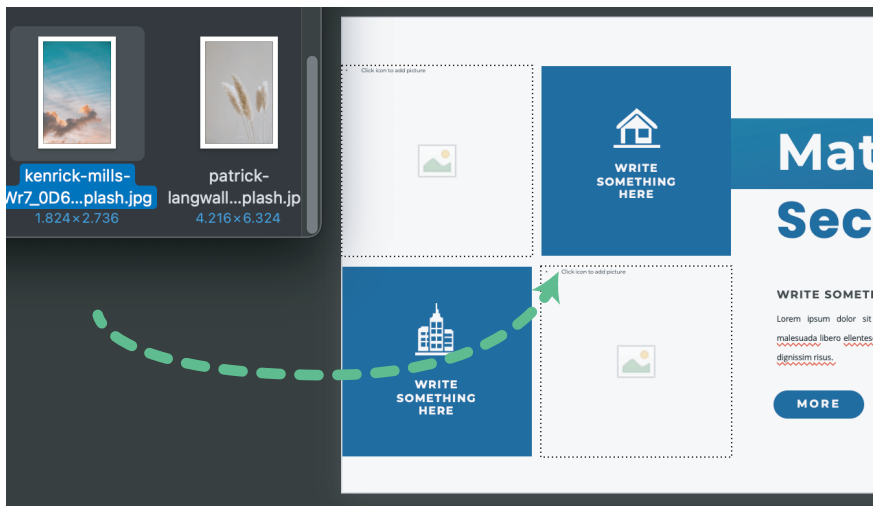 kenrick-mills-
Wr7_0D6...plash.jpg
1.824×2.736
patrick-
langwall...plash.jp
4.216×6.324
Click icon to add picture
WRITE
SOMETHING
HERE
Mat
Sec
WRITE
SOMETHING
HERE
Click icon to add picture
WRITE SOMETH
Lorem ipsum dolor sit
malesuada libero ellentes
dignissim risus.
MORE